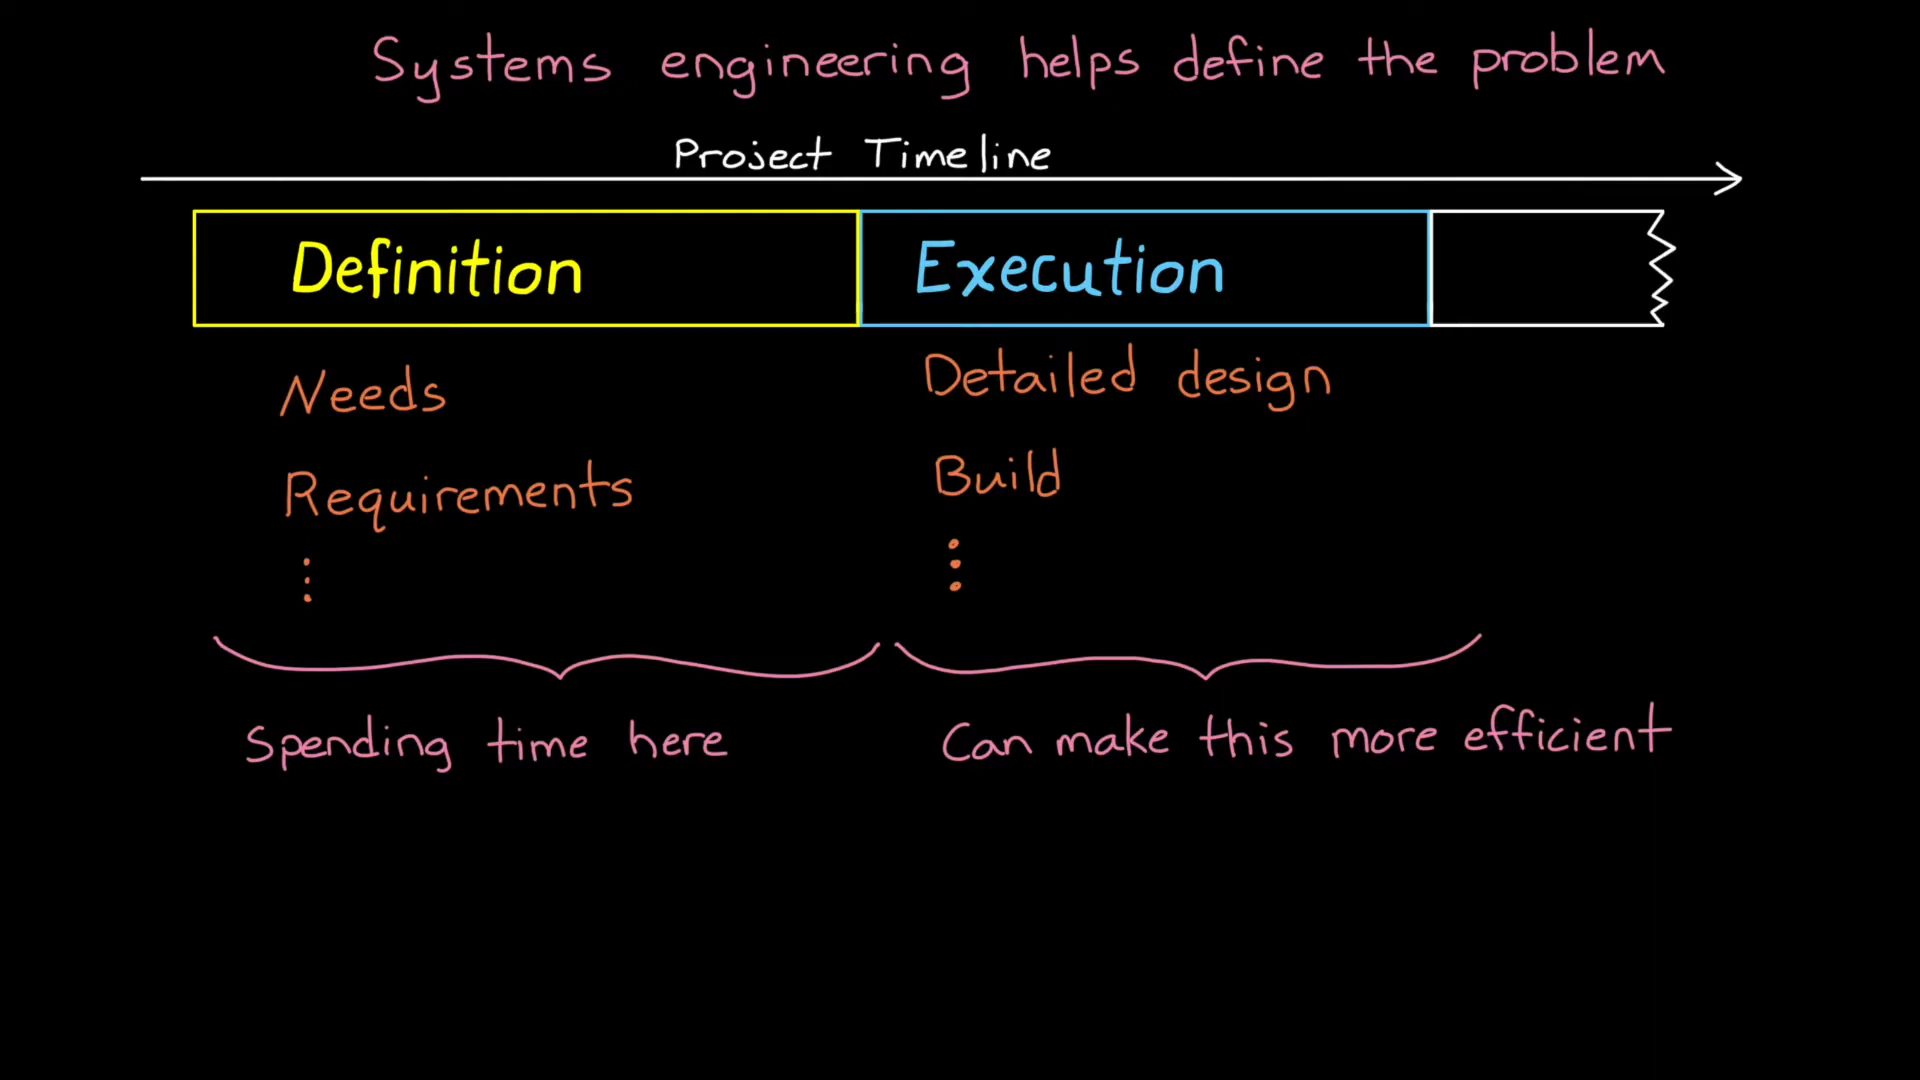 Systems engineering helps define the problem
Project Timeline
Definition
Execution
Needs
Requirements
Detailed design
Build
Spending time here
Can make this more efficient